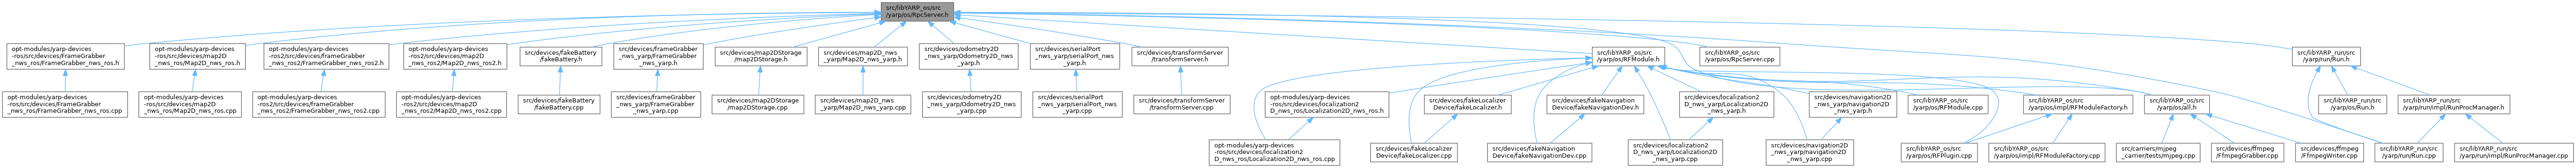 src/libYARP_os/src
/yarp/os/RpcServer.h
opt-modules/yarp-devices
-ros/src/devices/FrameGrabber
_nws_ros/FrameGrabber_nws_ros.h
opt-modules/yarp-devices
-ros/src/devices/map2D
_nws_ros/Map2D_nws_ros.h
opt-modules/yarp-devices
-ros2/src/devices/frameGrabber
_nws_ros2/FrameGrabber_nws_ros2.h
opt-modules/yarp-devices
-ros2/src/devices/map2D
_nws_ros2/Map2D_nws_ros2.h
src/devices/fakeBattery
/fakeBattery.h
src/devices/frameGrabber
_nws_yarp/FrameGrabber
_nws_yarp.h
src/devices/map2DStorage
/map2DStorage.h
src/devices/map2D_nws
_yarp/Map2D_nws_yarp.h
src/devices/odometry2D
_nws_yarp/Odometry2D_nws
_yarp.h
src/devices/serialPort
_nws_yarp/serialPort_nws
_yarp.h
src/devices/transformServer
/transformServer.h
src/libYARP_os/src
/yarp/os/RFModule.h
src/libYARP_os/src
/yarp/os/RpcServer.cpp
src/libYARP_run/src
/yarp/run/Run.h
opt-modules/yarp-devices
-ros/src/devices/FrameGrabber
_nws_ros/FrameGrabber_nws_ros.cpp
opt-modules/yarp-devices
-ros/src/devices/map2D
_nws_ros/Map2D_nws_ros.cpp
opt-modules/yarp-devices
-ros2/src/devices/frameGrabber
_nws_ros2/FrameGrabber_nws_ros2.cpp
opt-modules/yarp-devices
-ros2/src/devices/map2D
_nws_ros2/Map2D_nws_ros2.cpp
src/devices/fakeBattery
/fakeBattery.cpp
src/devices/frameGrabber
_nws_yarp/FrameGrabber
_nws_yarp.cpp
src/devices/map2DStorage
/map2DStorage.cpp
src/devices/map2D_nws
_yarp/Map2D_nws_yarp.cpp
src/devices/odometry2D
_nws_yarp/Odometry2D_nws
_yarp.cpp
src/devices/serialPort
_nws_yarp/serialPort_nws
_yarp.cpp
src/devices/transformServer
/transformServer.cpp
opt-modules/yarp-devices
-ros/src/devices/localization2
D_nws_ros/Localization2D_nws_ros.h
src/devices/fakeLocalizer
Device/fakeLocalizer.h
src/devices/fakeNavigation
Device/fakeNavigationDev.h
src/devices/localization2
D_nws_yarp/Localization2D
_nws_yarp.h
src/devices/navigation2D
_nws_yarp/navigation2D
_nws_yarp.h
src/libYARP_os/src
/yarp/os/RFModule.cpp
src/libYARP_os/src
/yarp/os/impl/RFModuleFactory.h
src/libYARP_os/src
/yarp/os/all.h
src/libYARP_run/src
/yarp/os/Run.h
src/libYARP_run/src
/yarp/run/impl/RunProcManager.h
opt-modules/yarp-devices
-ros/src/devices/localization2
D_nws_ros/Localization2D_nws_ros.cpp
src/devices/fakeLocalizer
Device/fakeLocalizer.cpp
src/devices/fakeNavigation
Device/fakeNavigationDev.cpp
src/devices/localization2
D_nws_yarp/Localization2D
_nws_yarp.cpp
src/devices/navigation2D
_nws_yarp/navigation2D
_nws_yarp.cpp
src/libYARP_os/src
/yarp/os/RFPlugin.cpp
src/libYARP_os/src
/yarp/os/impl/RFModuleFactory.cpp
src/carriers/mjpeg
_carrier/tests/mjpeg.cpp
src/devices/ffmpeg
/FfmpegGrabber.cpp
src/devices/ffmpeg
/FfmpegWriter.cpp
src/libYARP_run/src
/yarp/run/Run.cpp
src/libYARP_run/src
/yarp/run/impl/RunProcManager.cpp